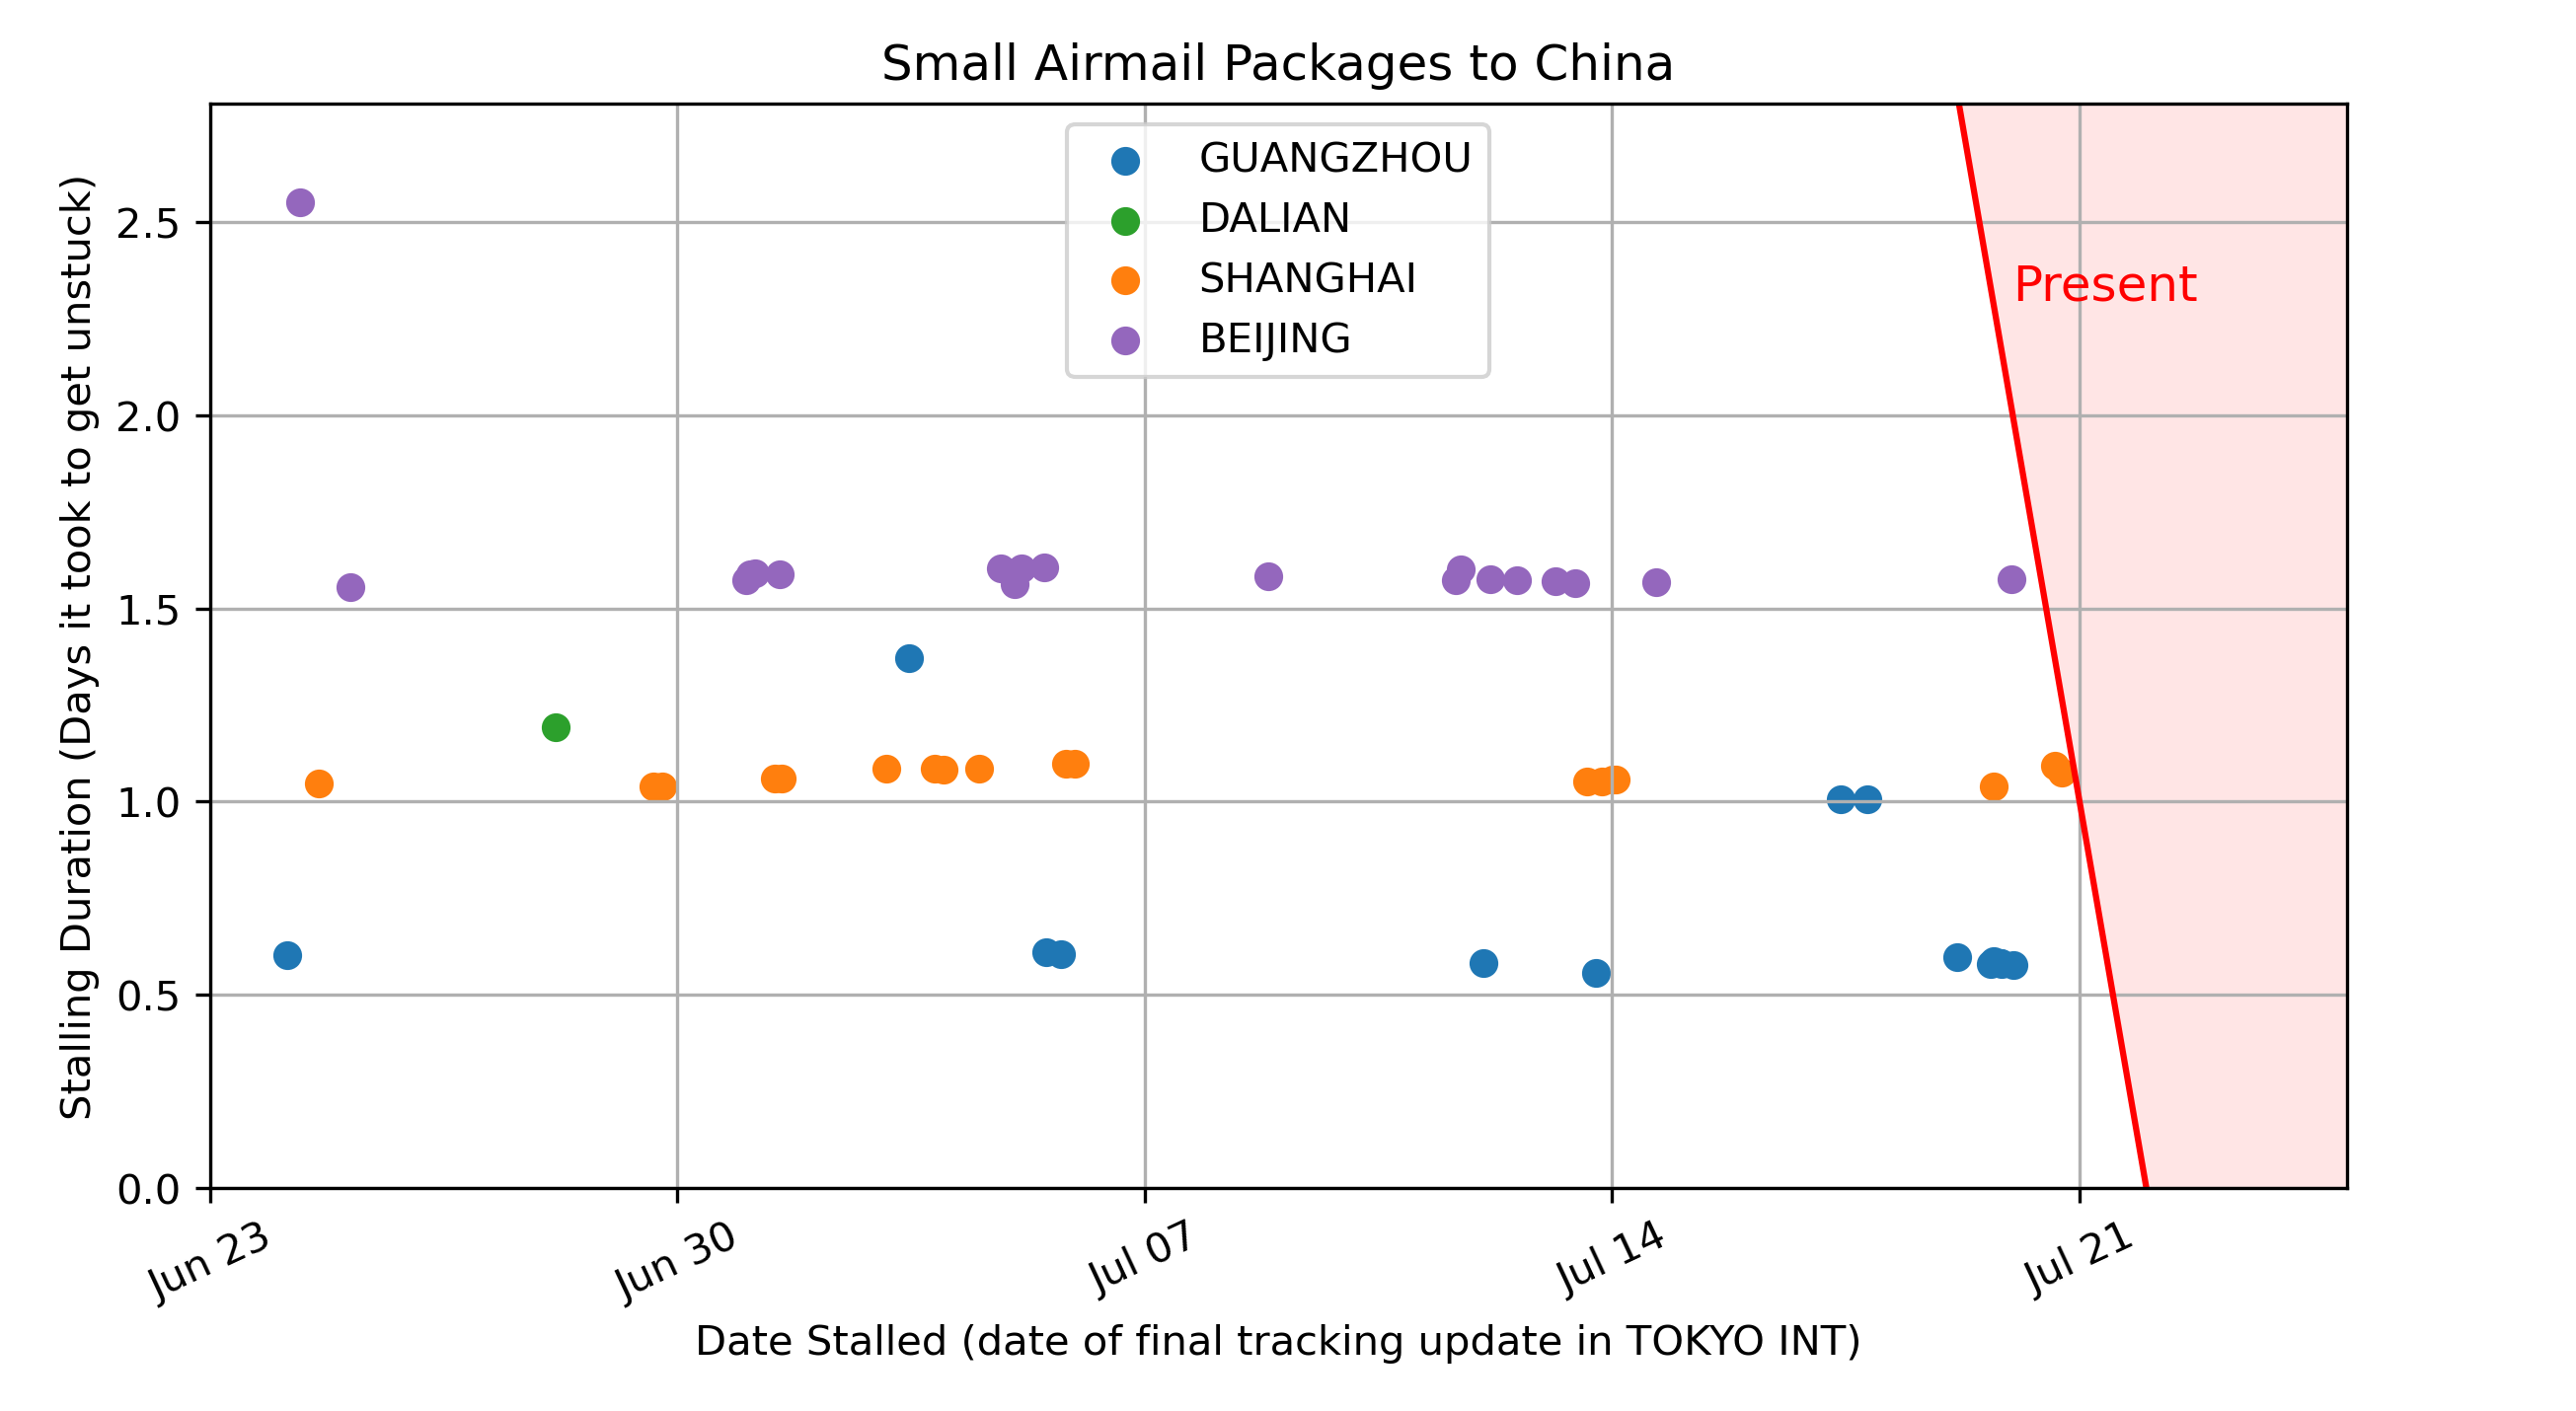 Small Airmail Packages to China
GUANGZHOU
DALIAN
SHANGHAI
BEIJING
Present
Stalling Duration (Days it took to get unstuck)
2.5
2.0
1.5
1.0
0.5
0.0
Jun 23
Jun 30
Jul 07
Jul 14
Jul 21
Date Stalled (date of final tracking update in TOKYO INT)